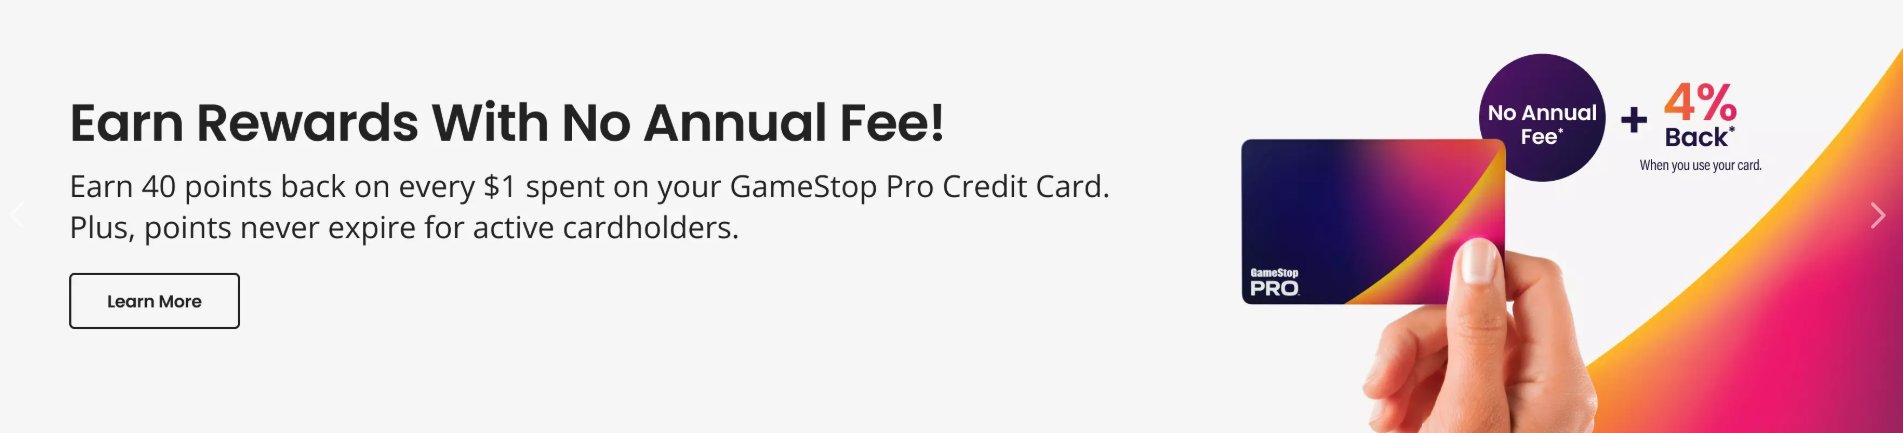 Earn Rewards With No Annual Fee!
Earn 40 points back on every $1 spent on your GameStop Pro Credit Card.
Plus, points never expire for active cardholders.
Learn More
No Annual
Fee*
+
4%
Back*
When you use your card.
GameStop
PRO.